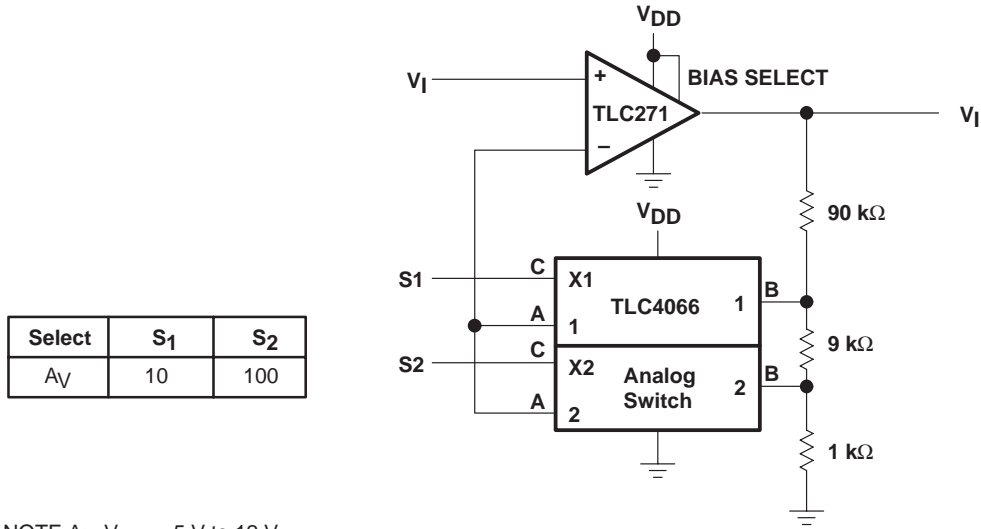 VDD
VI
+
BIAS SELECT
TLC271
VI
–
90 kΩ
VDD
S1
C
X1
TLC4066
1
B
A
1
9 kΩ
S2
C
X2
Analog
Switch
2
B
A
2
1 kΩ
Select S1 S2
AV 10 100